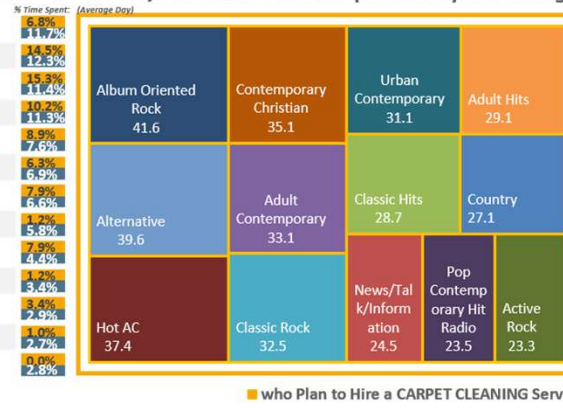 % Time Spent: (Average Day)
6.8%
11.7%
14.5%
12.3%
15.3%
11.4%
10.2%
11.3%
8.9%
7.6%
6.3%
6.9%
7.9%
6.6%
1.2%
5.8%
7.9%
4.4%
1.2%
3.4%
3.4%
2.9%
1.0%
2.7%
0.0%
2.8%
Album Oriented
Rock
41.6
Contemporary
Christian
35.1
Urban
Contemporary
31.1
Adult Hits
29.1
Alternative
39.6
Adult
Contemporary
33.1
Classic Hits
28.7
Country
27.1
Hot AC
37.4
Classic Rock
32.5
News/Tal
k/Inform
ation
24.5
Pop
Contemp
orary Hit
Radio
23.5
Active
Rock
23.3
who Plan to Hire a CARPET CLEANING Serv